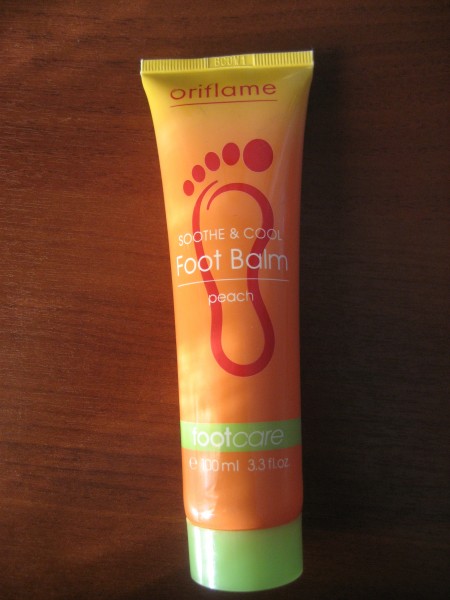 oriflame
SOOTHE & COOL
Foot Balm
peach
footcare
e 100ml 3.3 fl.oz